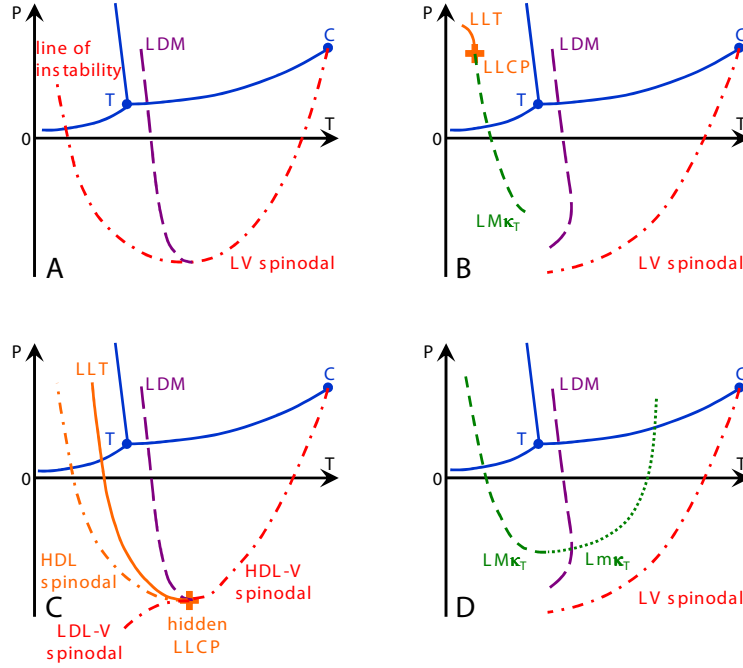 P
line of
instability
LDM
C
T
T
0
A
LV spinodal
P
LLT
LLCP
LDM
C
T
T
0
LMκT
B
LV spinodal
P
LLT
LDM
C
T
T
0
HDL
spinodal
HDL-V
spinodal
C
LDL-V
spinodal
hidden
LLCP
P
LDM
C
T
T
0
LMκT
LmκT
D
LV spinodal